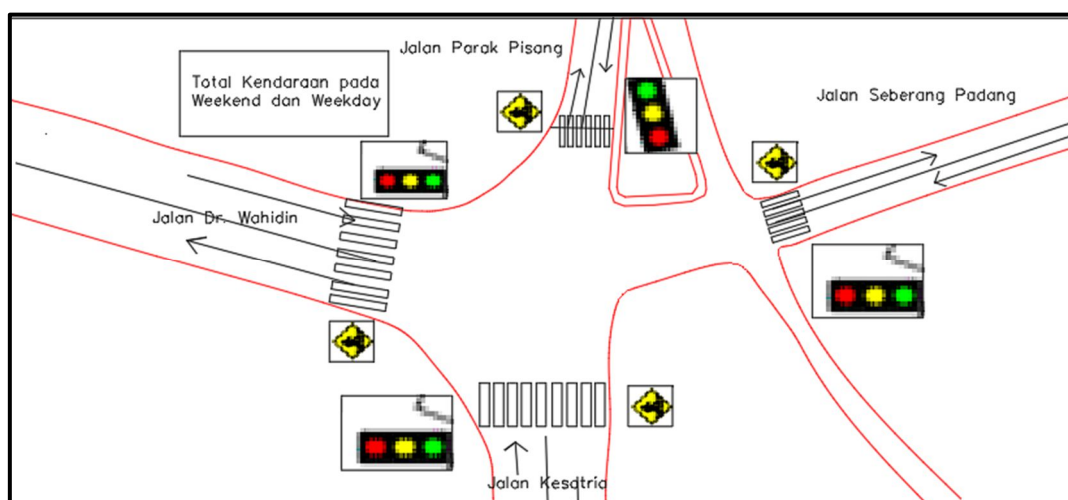 Jalan Parak Pisang
Total Kendaraan pada
Weekend dan Weekday
Jalan Seberang Padang
Jalan Dr. Wahidin
Jalan Kesatria